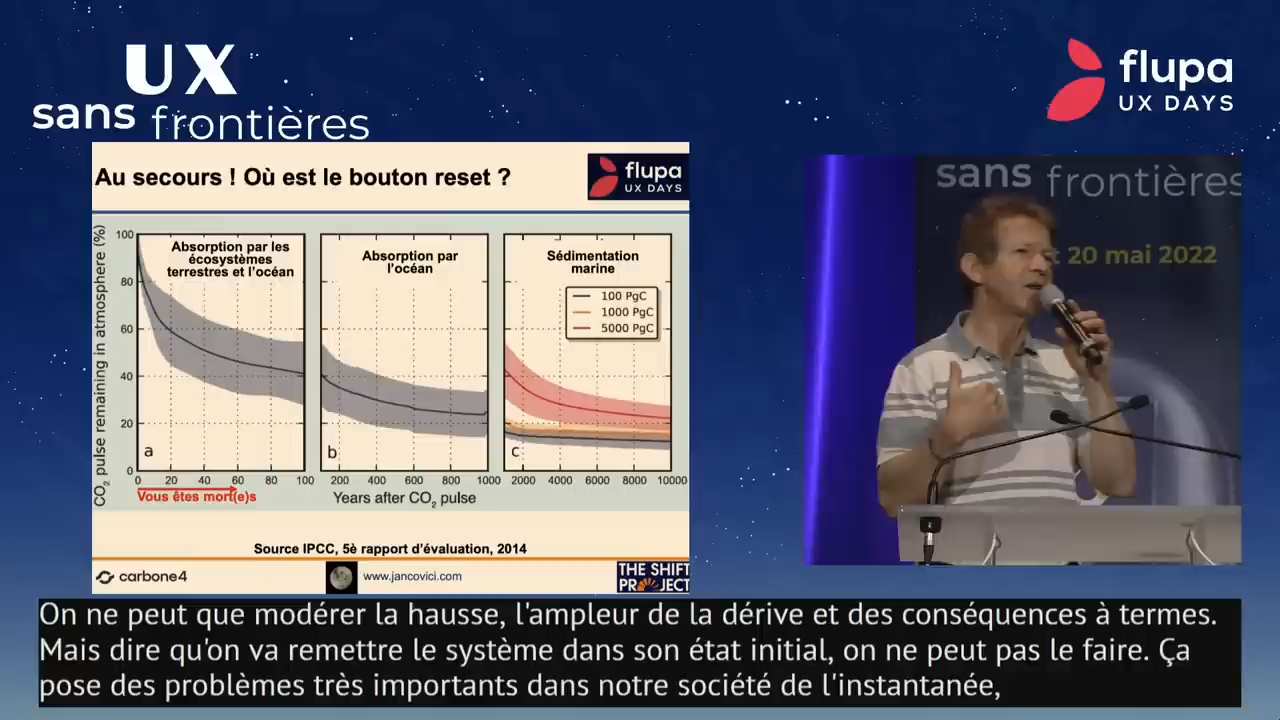 UX
sans frontières
flupa
UX DAYS
Au secours ! Où est le bouton reset ?
flupa
UX DAYS
CO2 pulse remaining in atmosphere (%)
100
80
60
40
20
0
Absorption par les
écosystèmes
terrestres et l'océan
a
0 20 40 60 80 100
Vous êtes mort(e)s
Absorption par
l'océan
b
200 400 600 800 1000
Years after CO2 pulse
Sédimentation
marine
100 PgC
1000 PgC
5000 PgC
c
2000 4000 6000 8000 10000
Source IPCC, 5è rapport d'évaluation, 2014
carbone4
www.jancovici.com
THE SHIFT
PROJECT
sans frontières
t 20 mai 2022
On ne peut que modérer la hausse, l'ampleur de la dérive et des conséquences à termes.
Mais dire qu'on va remettre le système dans son état initial, on ne peut pas le faire. Ça
pose des problèmes très importants dans notre société de l'instantanée,